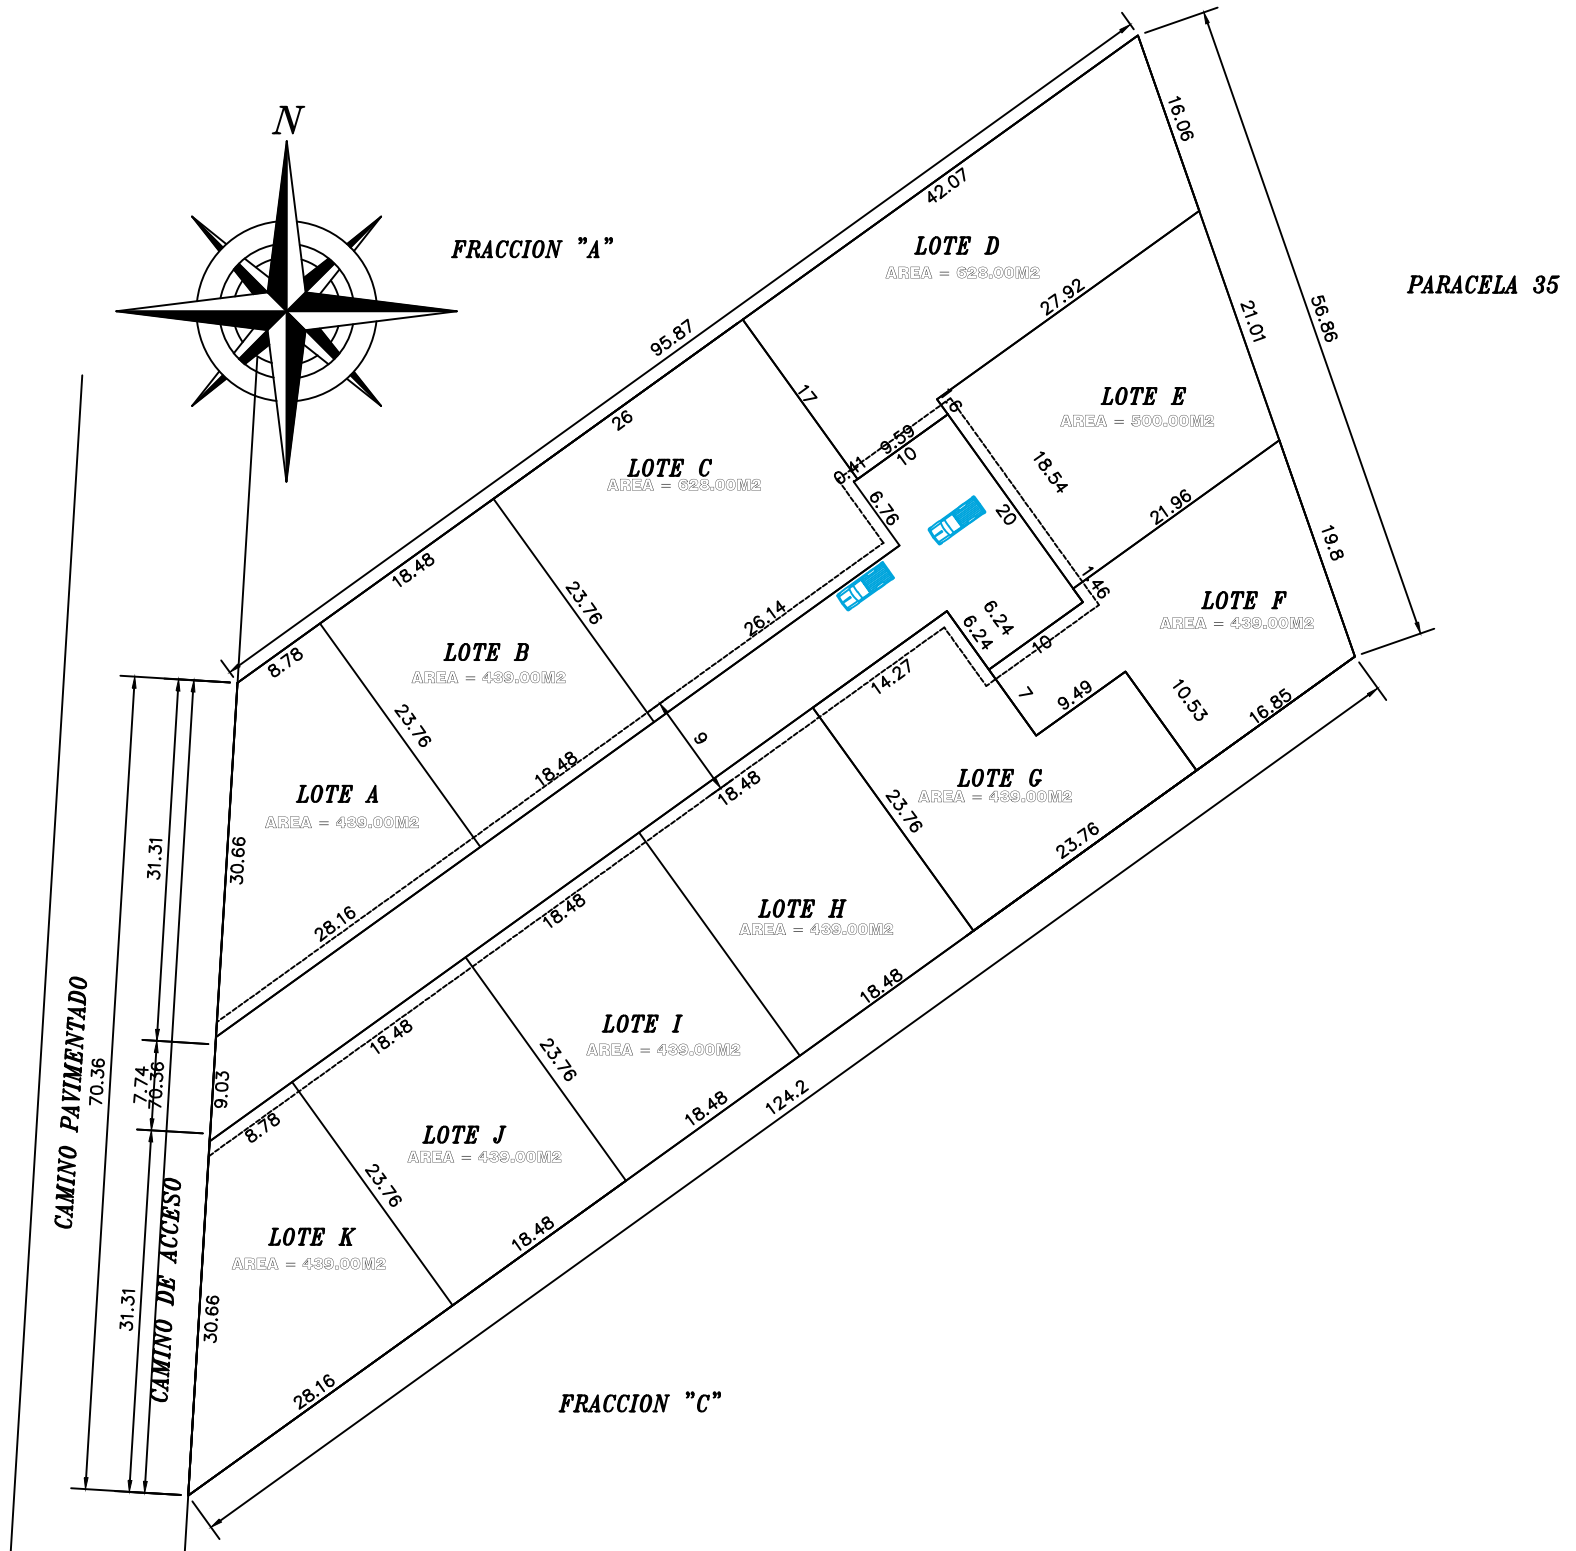 N
FRACCION "A"
PARACELA 35
16.06
42.07
LOTE D
AREA = 628.00M2
27.92
56.86
21.01
95.87
17
26
LOTE E
AREA = 500.00M2
9.59
10
0.41
18.54
LOTE C
AREA = 628.00M2
6.76
20
21.96
19.8
18.48
23.76
1.46
LOTE F
AREA = 439.00M2
26.14
6.24
6.24
10
8.78
LOTE B
AREA = 439.00M2
14.27
7
9.49
10.53
16.85
23.76
9
18.48
18.48
LOTE G
AREA = 439.00M2
LOTE A
AREA = 439.00M2
23.76
23.76
31.31
30.66
28.16
18.48
LOTE H
AREA = 439.00M2
18.48
CAMINO PAVIMENTADO
70.36
7.74
70.36
9.03
18.48
23.76
LOTE I
AREA = 439.00M2
8.78
18.48
124.2
LOTE J
AREA = 439.00M2
23.76
18.48
CAMINO DE ACCESO
LOTE K
AREA = 439.00M2
31.31
30.66
28.16
FRACCION "C"